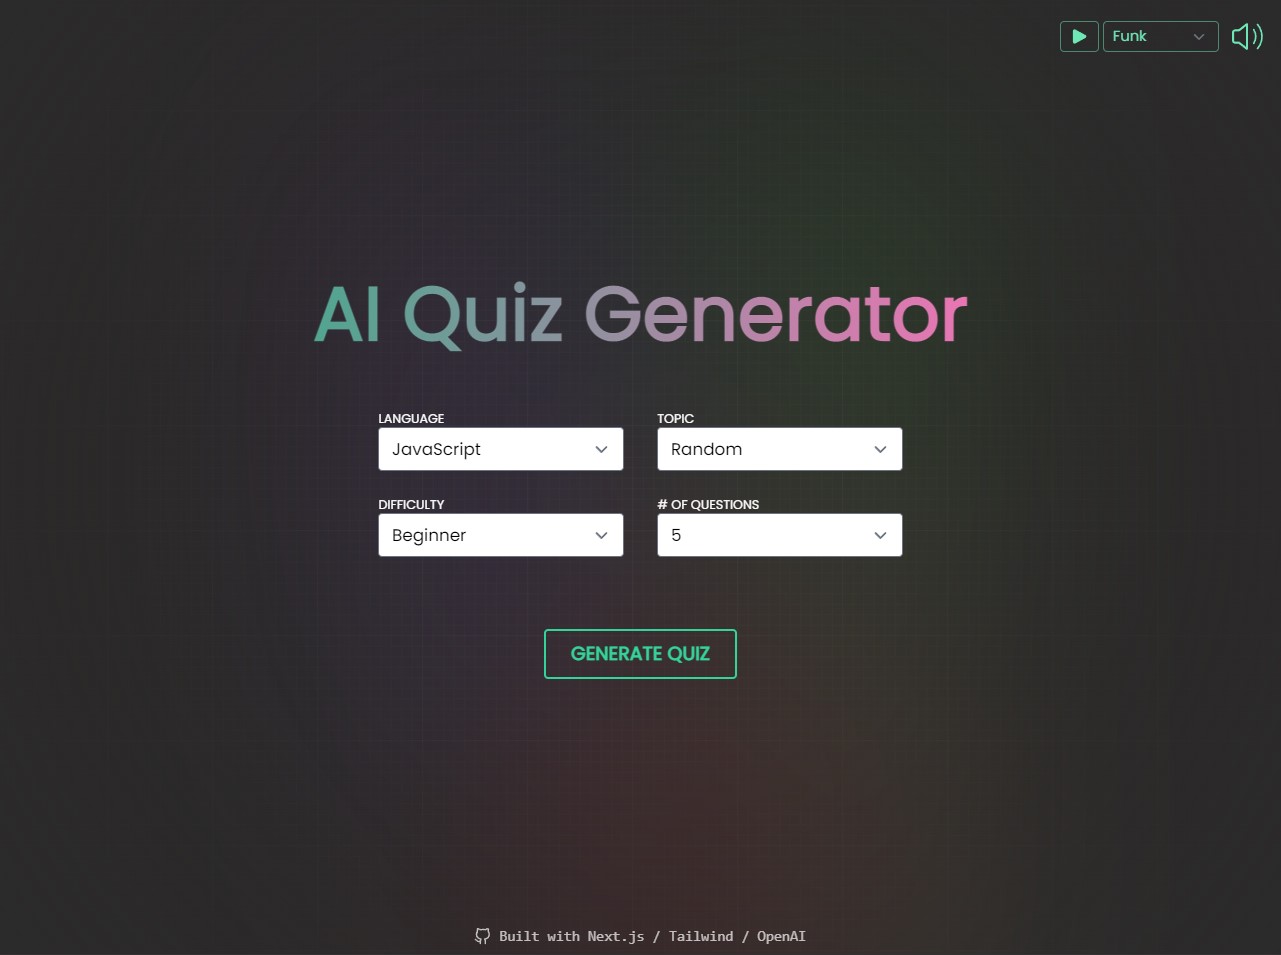 Funk
AI Quiz Generator
LANGUAGE
TOPIC
JavaScript
Random
DIFFICULTY
# OF QUESTIONS
Beginner
5
GENERATE QUIZ
Built with Next.js / Tailwind / OpenAI